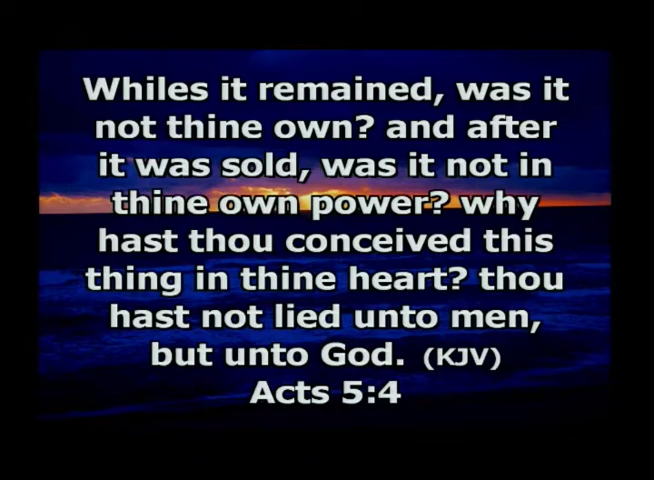 Whiles it remained, was it
not thine own? and after
it was sold, was it not in
thine own power? why
hast thou conceived this
thing in thine heart? thou
hast not lied unto men,
but unto God. (KJV)
Acts 5:4